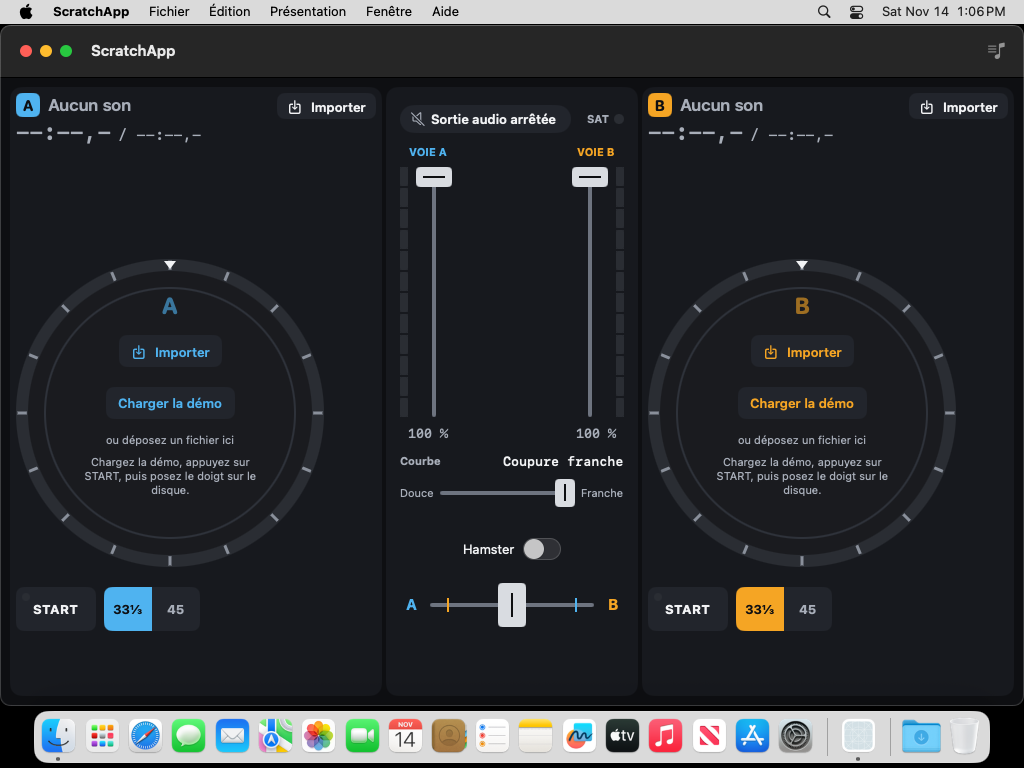 ScratchApp Fichier Édition Présentation Fenêtre Aide Sat Nov 14 1:06 PM
ScratchApp
A Aucun son Importer
--:--,- / --:--,-
A
Importer
Charger la démo
ou déposez un fichier ici
Chargez la démo, appuyez sur
START, puis posez le doigt sur le
disque.
START 33⅓ 45
Sortie audio arrêtée SAT
VOIE A VOIE B
100 % 100 %
Courbe Coupure franche
Douce Franche
Hamster
A B
B Aucun son Importer
--:--,- / --:--,-
B
Importer
Charger la démo
ou déposez un fichier ici
Chargez la démo, appuyez sur
START, puis posez le doigt sur le
disque.
START 33⅓ 45
NOV
14
tv